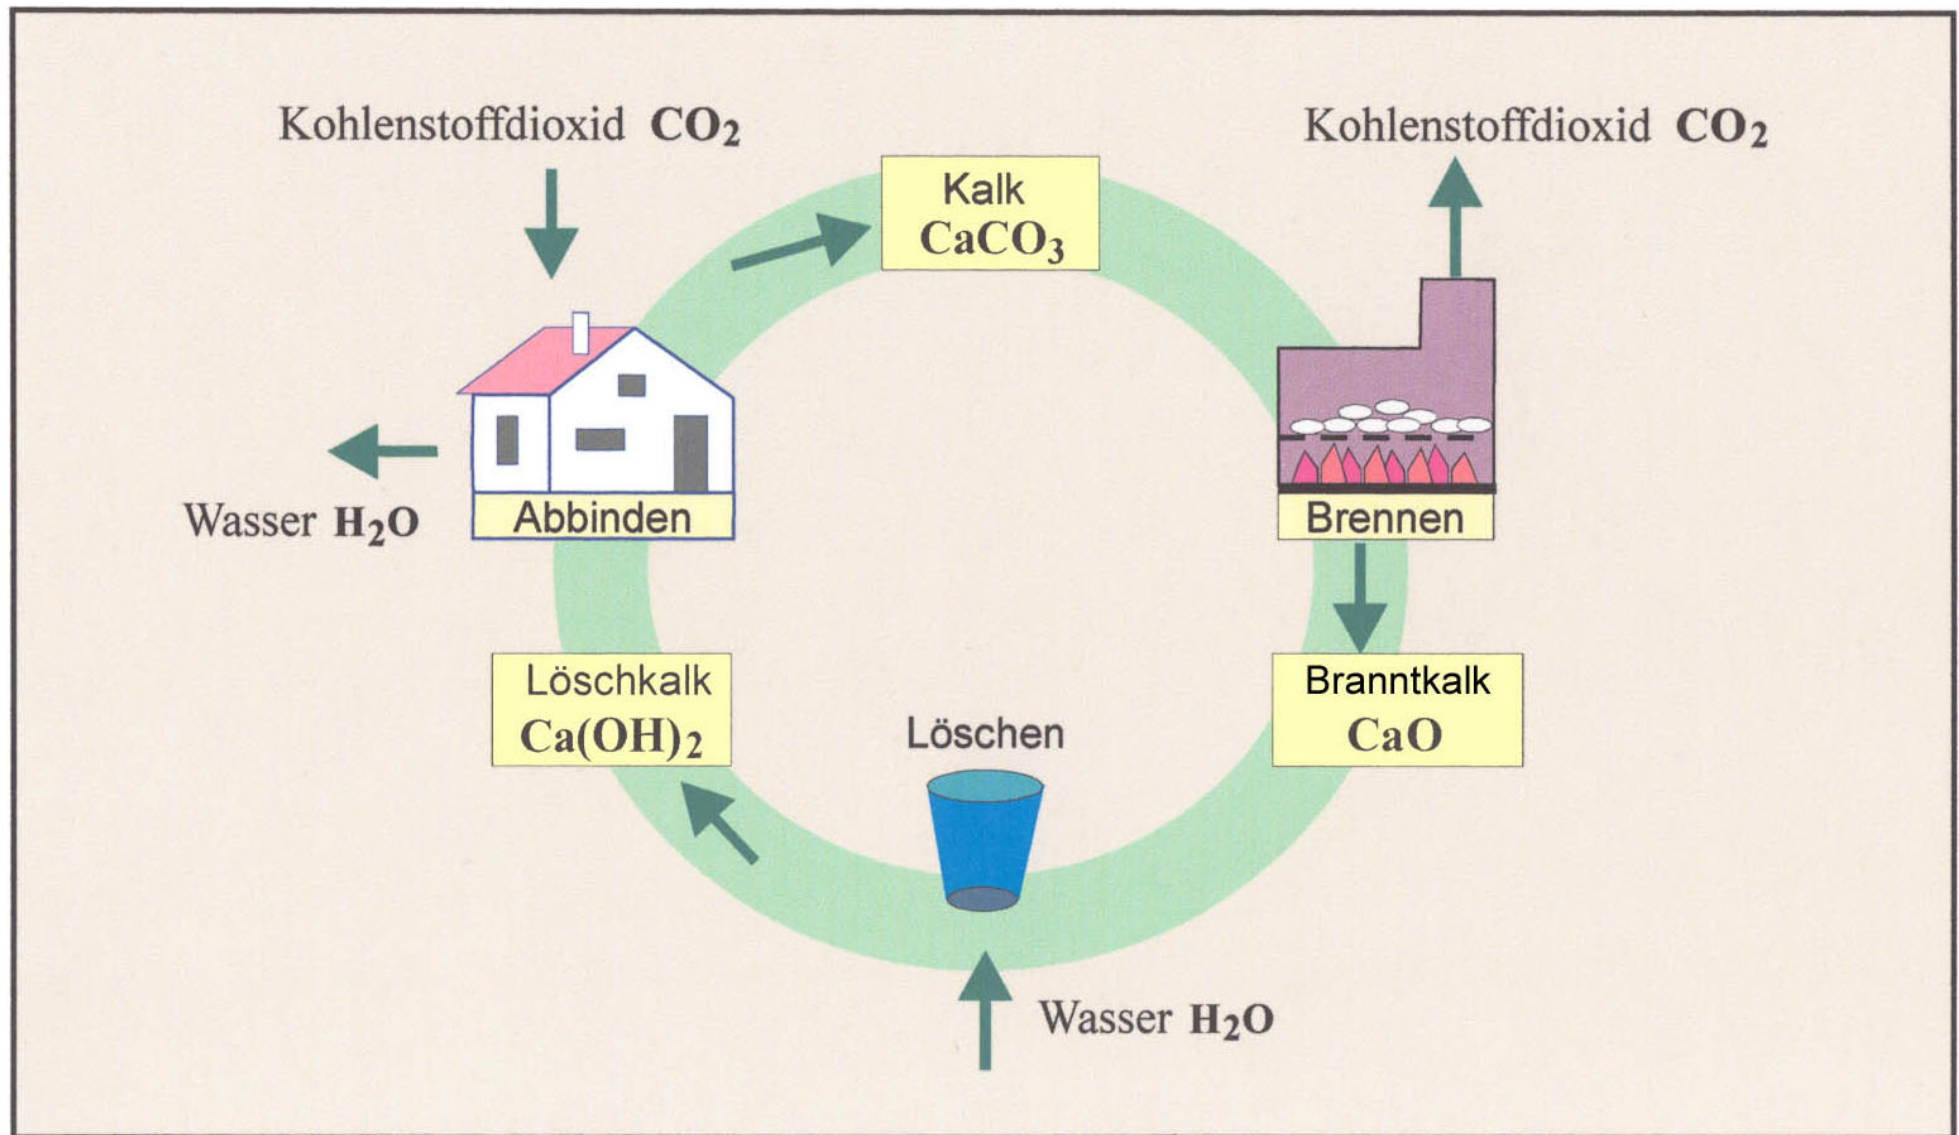 Kohlenstoffdioxid CO₂
Kohlenstoffdioxid CO₂
Kalk
CaCO₃
Wasser H₂O
Abbinden
Brennen
Löschkalk
Ca(OH)₂
Löschen
Branntkalk
CaO
Wasser H₂O